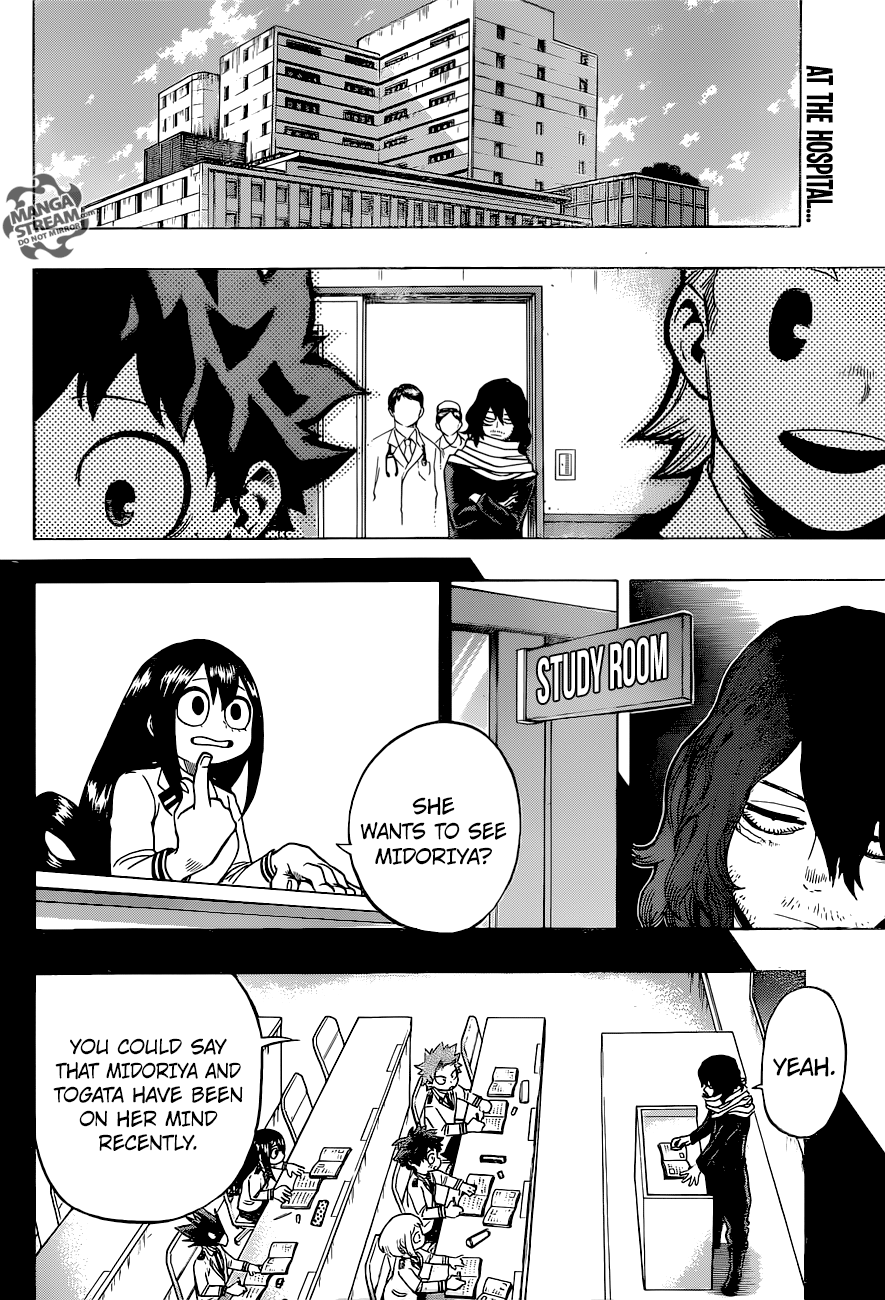 AT THE HOSPITAL...
MANGA
STREAM.com
DO NOT MIRROR
STUDY ROOM
SHE
WANTS TO SEE
MIDORIYA?
YEAH.
YOU COULD SAY
THAT MIDORIYA AND
TOGATA HAVE BEEN
ON HER MIND
RECENTLY.